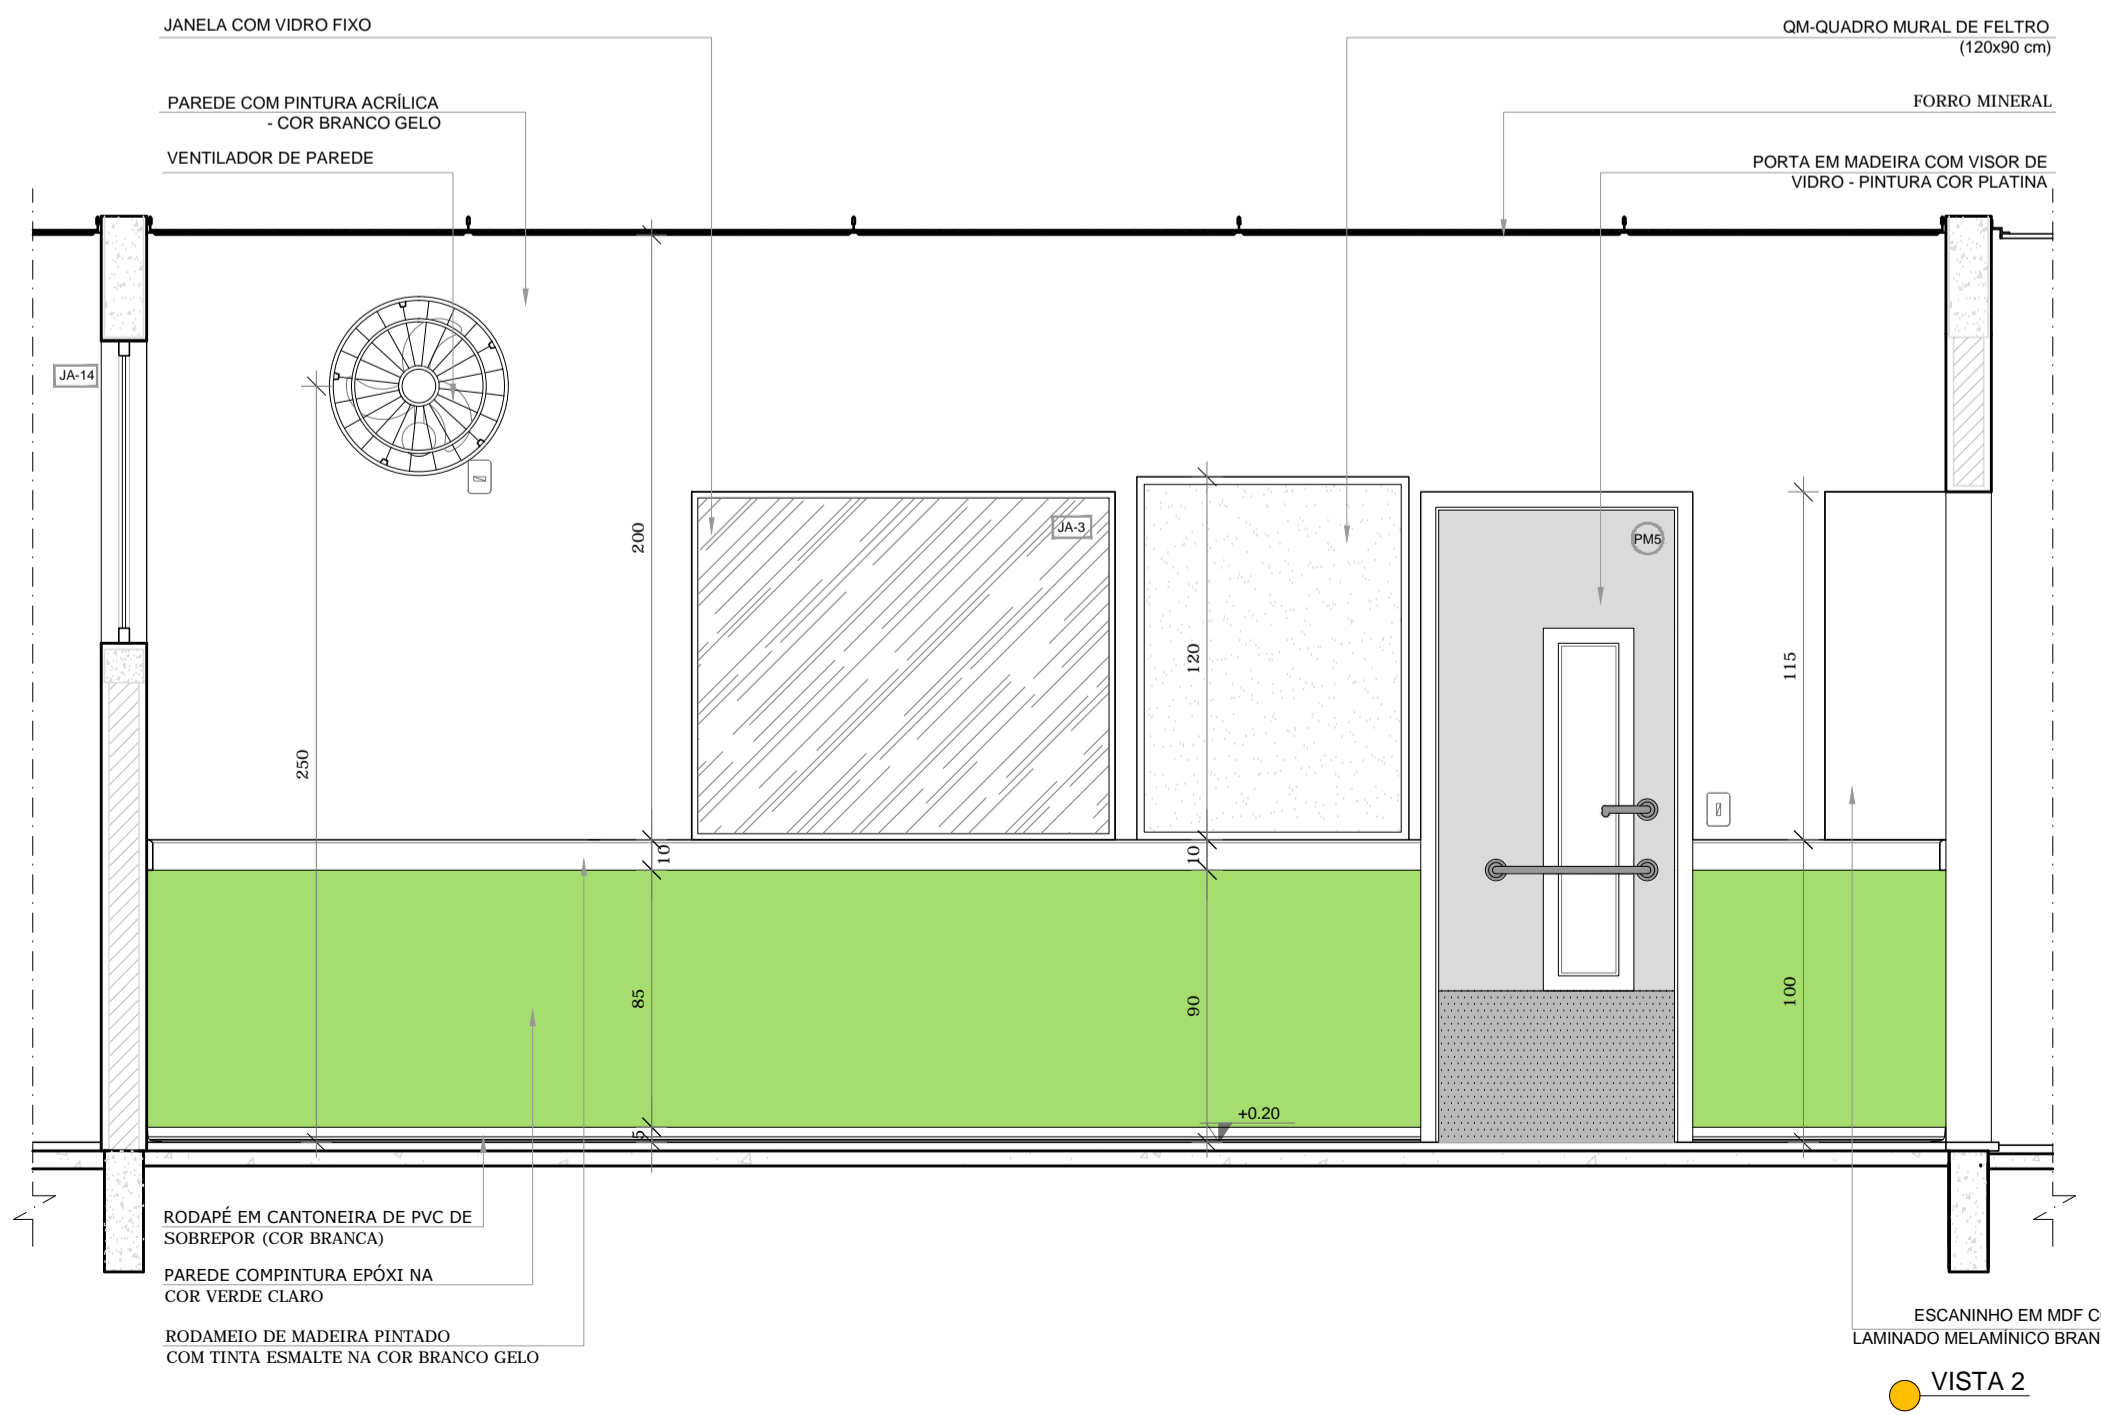 JANELA COM VIDRO FIXO
QM-QUADRO MURAL DE FELTRO
(120x90 cm)
PAREDE COM PINTURA ACRÍLICA
- COR BRANCO GELO
FORRO MINERAL
VENTILADOR DE PAREDE
PORTA EM MADEIRA COM VISOR DE
VIDRO - PINTURA COR PLATINA
JA-14
JA-3
PM5
200
120
115
250
10
10
85
90
100
5
+0.20
RODAPÉ EM CANTONEIRA DE PVC DE
SOBREPOR (COR BRANCA)
PAREDE COMPINTURA EPÓXI NA
COR VERDE CLARO
RODAMEIO DE MADEIRA PINTADO
COM TINTA ESMALTE NA COR BRANCO GELO
ESCANINHO EM MDF
LAMINADO MELAMÍNICO BRAN
VISTA 2